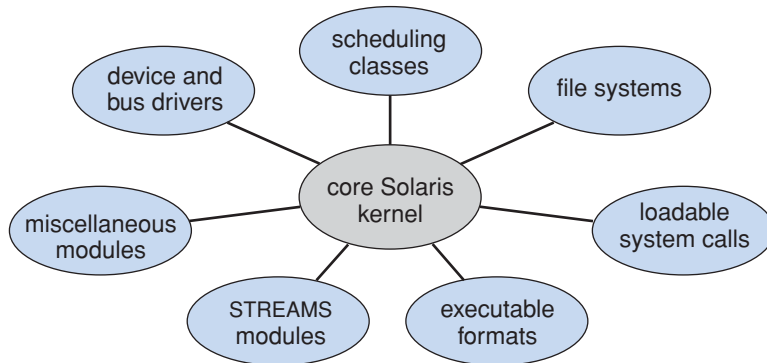 scheduling
classes
device and
bus drivers
file systems
core Solaris
kernel
miscellaneous
modules
loadable
system calls
STREAMS
modules
executable
formats